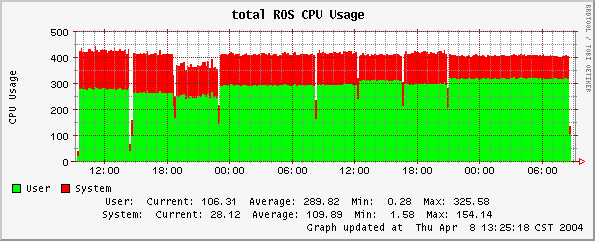 total ROS CPU Usage
RRDTOOL / TOBI OETIKER
CPU Usage
500
400
300
200
100
0
12:00 18:00 00:00 06:00 12:00 18:00 00:00 06:00
User System
User: Current: 106.31 Average: 289.82 Min: 0.28 Max: 325.58
System: Current: 28.12 Average: 109.89 Min: 1.58 Max: 154.14
Graph updated at Thu Apr 8 13:25:18 CST 2004